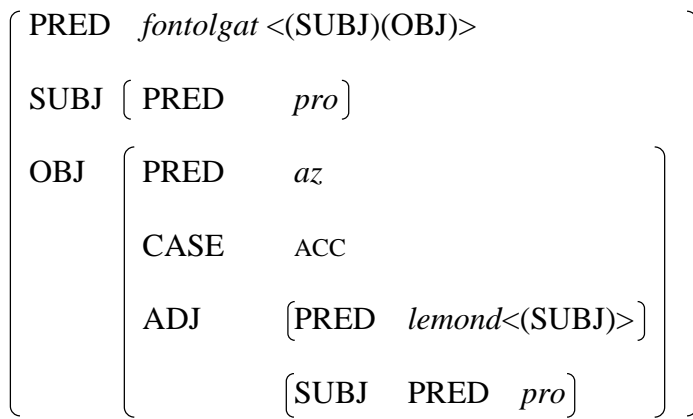 PRED fontolgat <(SUBJ)(OBJ)>
SUBJ [PRED pro]
OBJ [PRED az
CASE ACC
ADJ [PRED lemond<(SUBJ)>]
[SUBJ PRED pro]